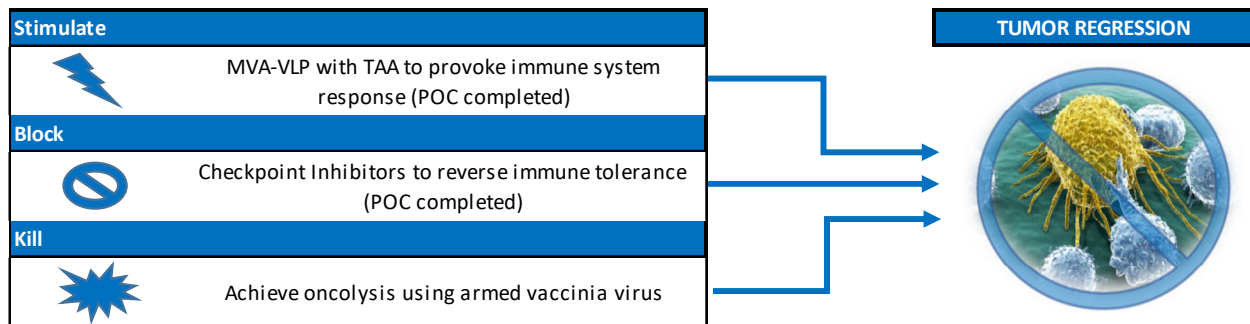 Stimulate
MVA-VLP with TAA to provoke immune system
response (POC completed)
Block
Checkpoint Inhibitors to reverse immune tolerance
(POC completed)
Kill
Achieve oncolysis using armed vaccinia virus
TUMOR REGRESSION